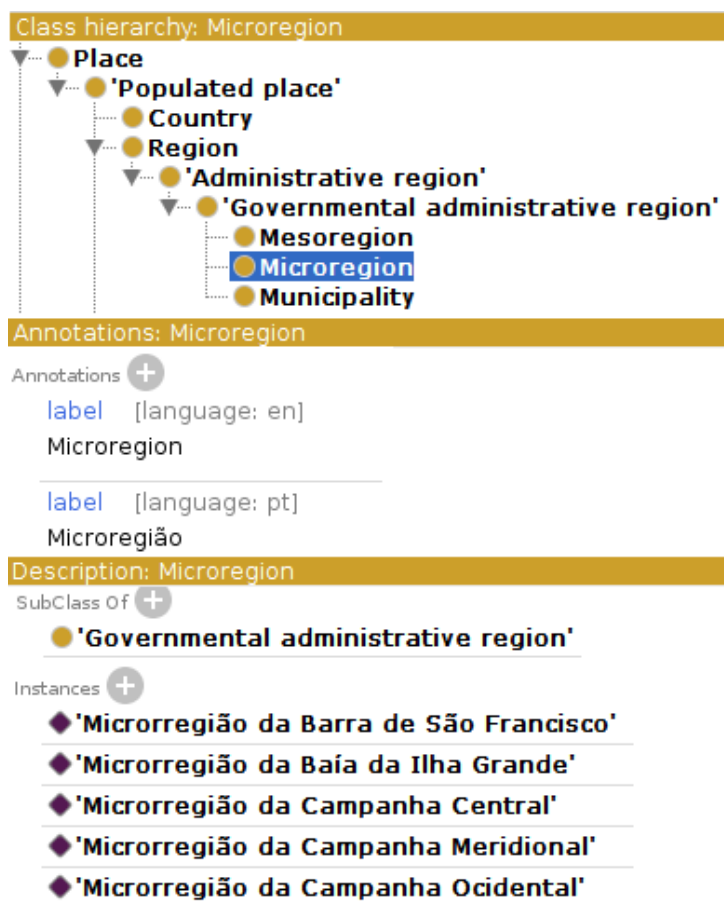 Class hierarchy: Microregion
Place
'Populated place'
Country
Region
'Administrative region'
'Governmental administrative region'
Mesoregion
Microregion
Municipality
Annotations: Microregion
Annotations
label [language: en]
Microregion
label [language: pt]
Microregião
Description: Microregion
SubClass Of
'Governmental administrative region'
Instances
'Microrregião da Barra de São Francisco'
'Microrregião da Baía da Ilha Grande'
'Microrregião da Campanha Central'
'Microrregião da Campanha Meridional'
'Microrregião da Campanha Ocidental'